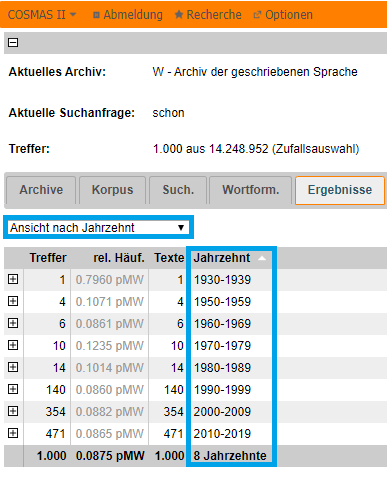 COSMAS II Abmeldung Recherche Optionen
Aktuelles Archiv: W - Archiv der geschriebenen Sprache
Aktuelle Suchanfrage: schon
Treffer: 1.000 aus 14.248.952 (Zufallsauswahl)
Archive Korpus Such. Wortform. Ergebnisse
Ansicht nach Jahrzehnt
Treffer rel. Häuf. Texte Jahrzehnt
1 0.7960 pMW 1 1930-1939
4 0.1071 pMW 4 1950-1959
6 0.0861 pMW 6 1960-1969
10 0.1235 pMW 10 1970-1979
14 0.1014 pMW 14 1980-1989
140 0.0860 pMW 140 1990-1999
354 0.0882 pMW 354 2000-2009
471 0.0865 pMW 471 2010-2019
1.000 0.0875 pMW 1.000 8 Jahrzehnte